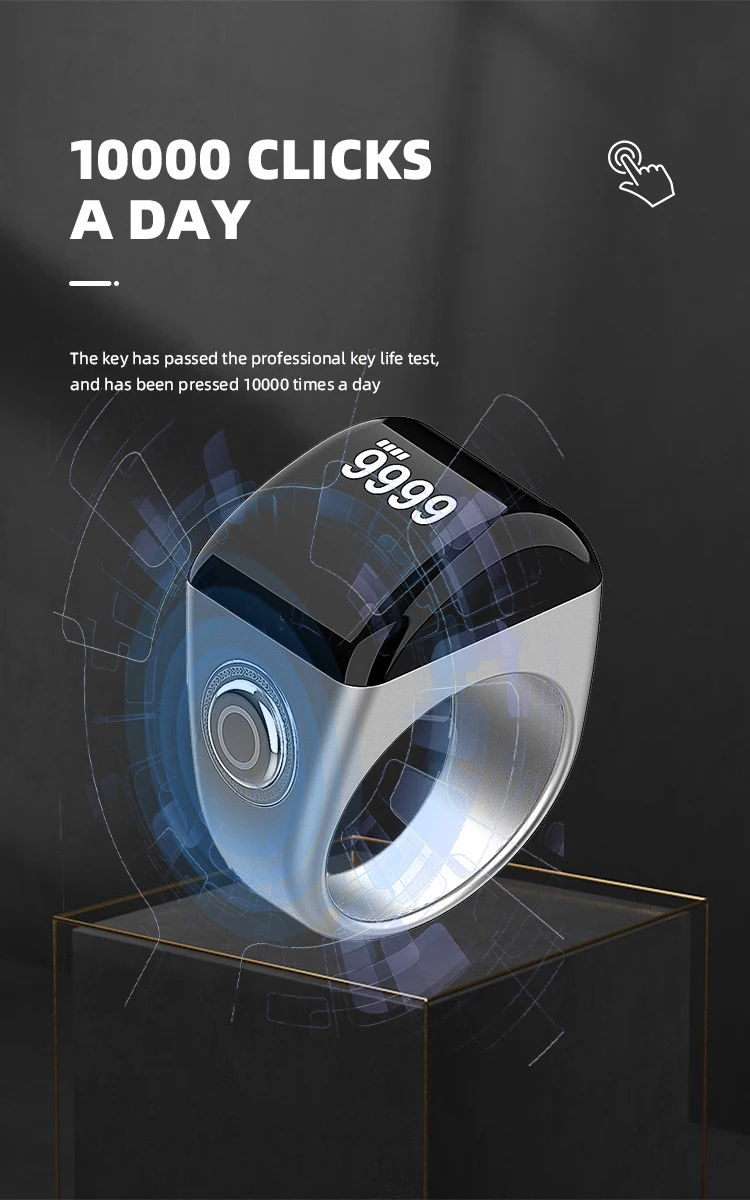 10000 CLICKS
A DAY
The key has passed the professional key life test,
and has been pressed 10000 times a day
9999